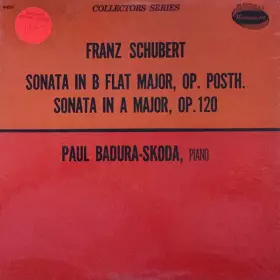 COLLECTORS SERIES
FRANZ SCHUBERT
SONATA IN B FLAT MAJOR, OP. POSTH.
SONATA IN A MAJOR, OP. 120
PAUL BADURA-SKODA, PIANO